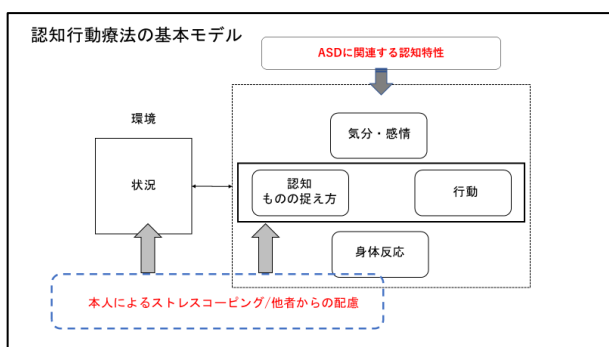 認知行動療法の基本モデル
ASDに関連する認知特性
環境
気分・感情
状況
認知
ものの捉え方
行動
身体反応
本人によるストレスコーピング/他者からの配慮